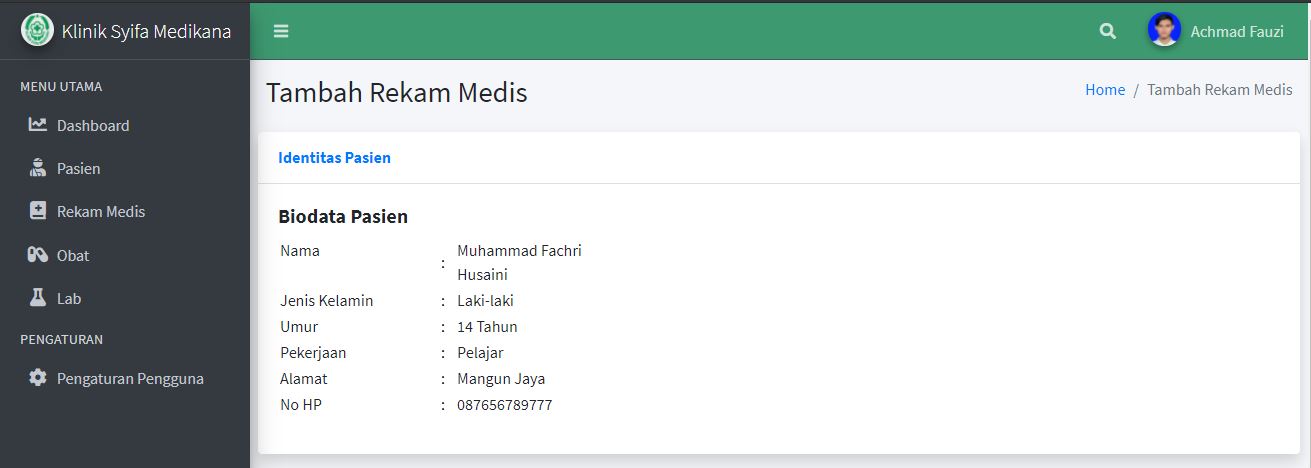 Klinik Syifa Medikana
Achmad Fauzi
MENU UTAMA
Dashboard
Pasien
Rekam Medis
Obat
Lab
PENGATURAN
Pengaturan Pengguna
Tambah Rekam Medis
Home / Tambah Rekam Medis
Identitas Pasien
Biodata Pasien
Nama : Muhammad Fachri
Husaini
Jenis Kelamin : Laki-laki
Umur : 14 Tahun
Pekerjaan : Pelajar
Alamat : Mangun Jaya
No HP : 087656789777